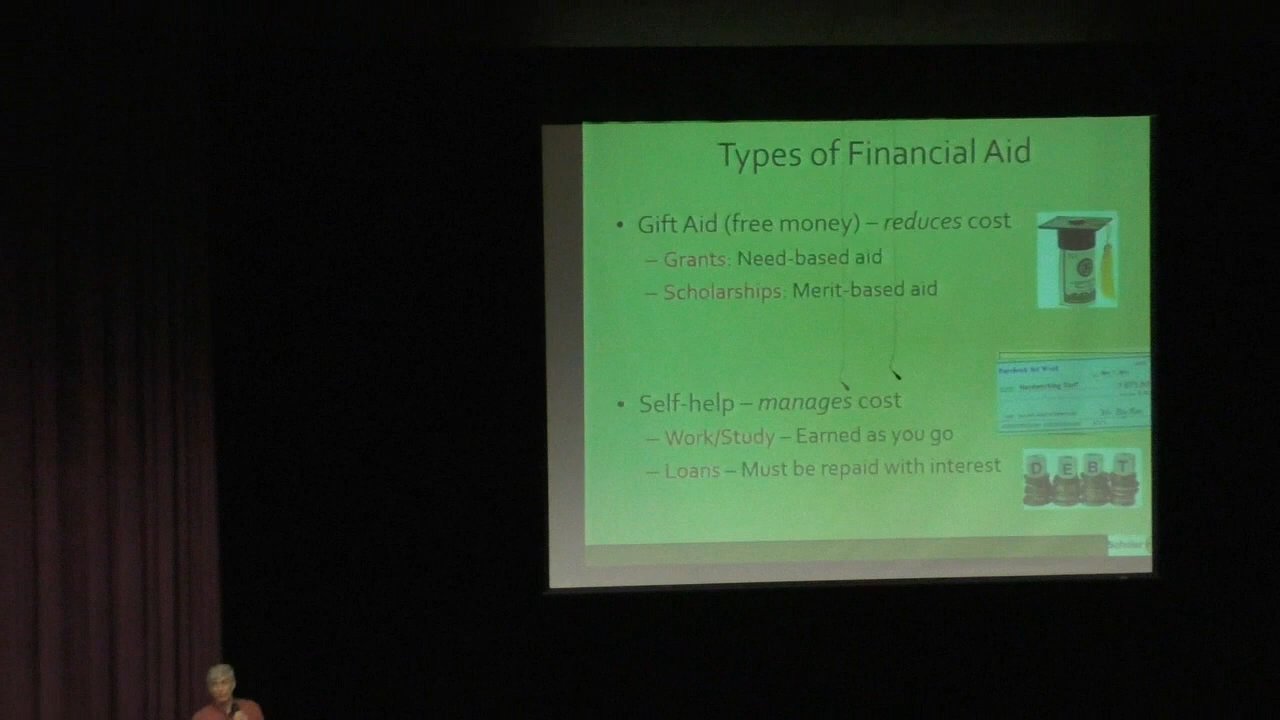 Types of Financial Aid
• Gift Aid (free money) – reduces cost
– Grants: Need-based aid
– Scholarships: Merit-based aid
• Self-help – manages cost
– Work/Study – Earned as you go
– Loans – Must be repaid with interest
DEBT